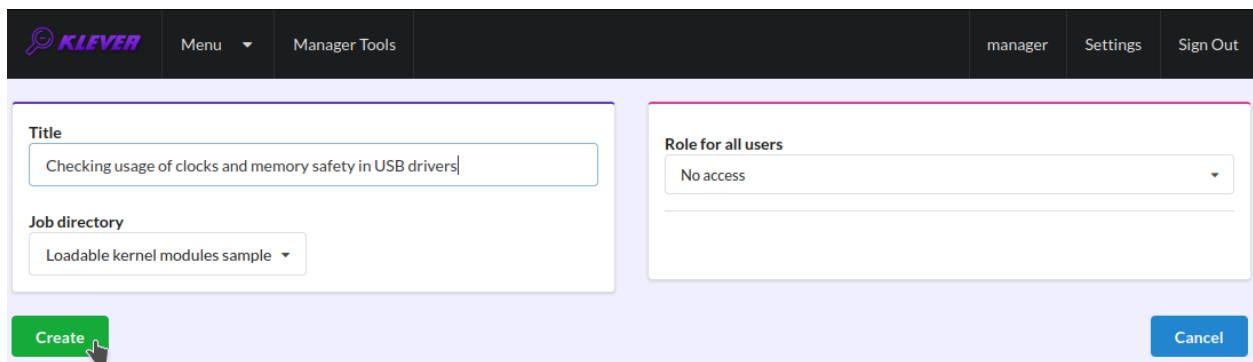 KLEVER Menu Manager Tools manager Settings Sign Out
Title
Checking usage of clocks and memory safety in USB drivers
Job directory
Loadable kernel modules sample
Role for all users
No access
Create Cancel